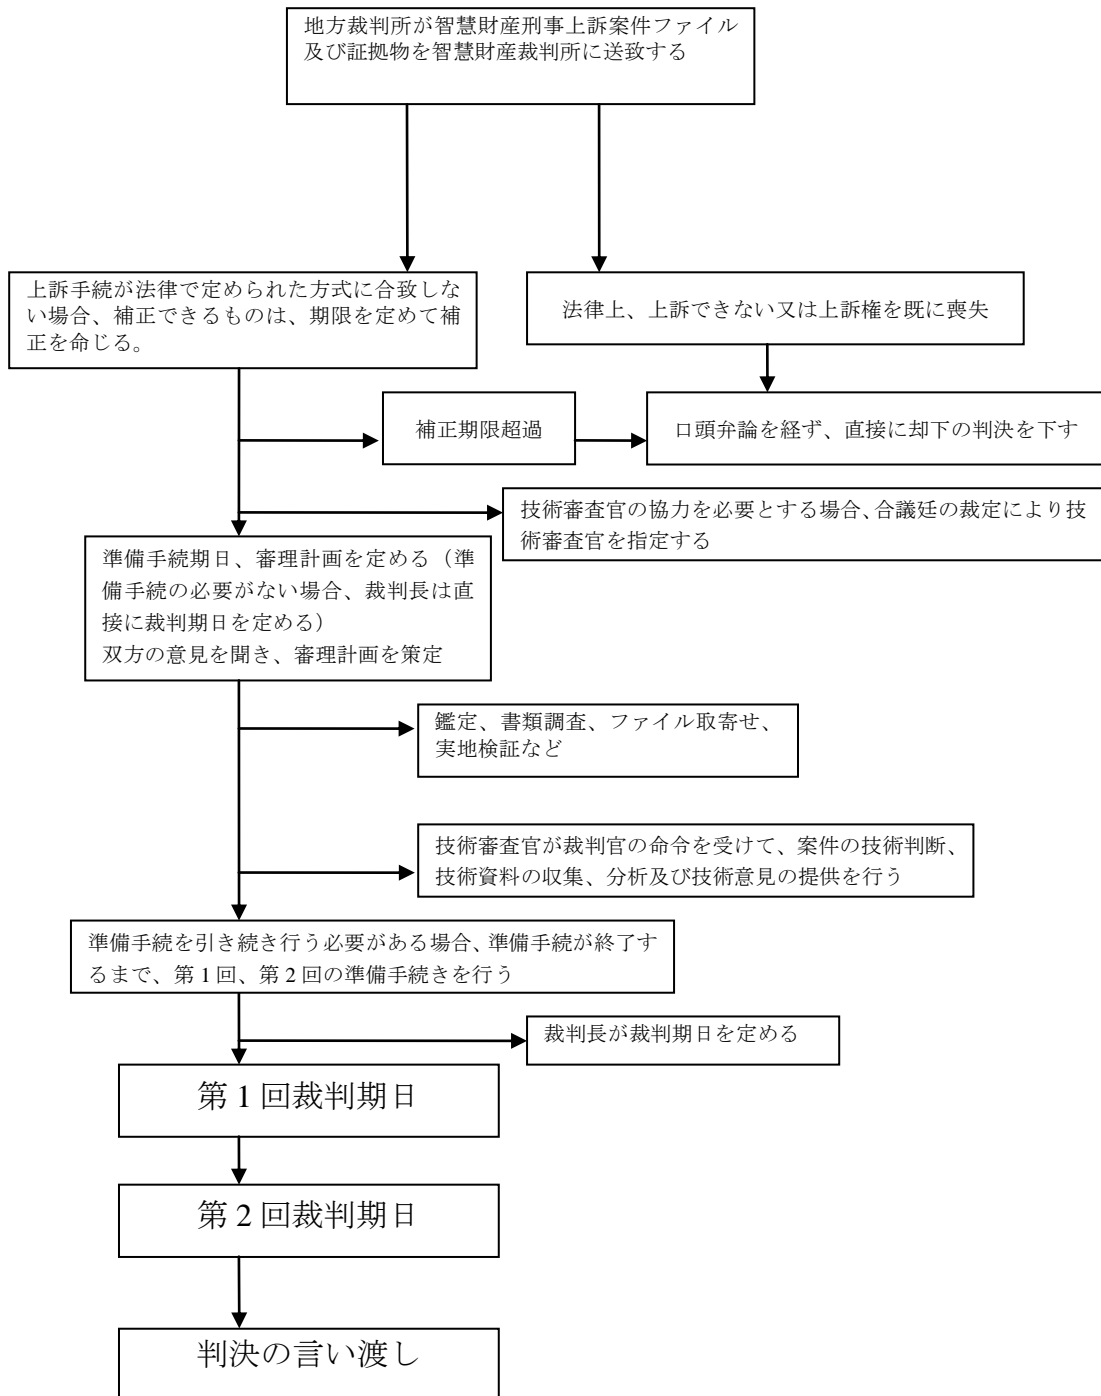 地方裁判所が智慧財産刑事上訴案件ファイル
及び証拠物を智慧財産裁判所に送致する
上訴手続が法律で定められた方式に合致しな
い場合、補正できるものは、期限を定めて補
正を命じる。
法律上、上訴できない又は上訴権を既に喪失
補正期限超過
口頭弁論を経ず、直接に却下の判決を下す
技術審査官の協力を必要とする場合、合議廷の裁定により技
術審査官を指定する
準備手続期日、審理計画を定める（準
備手続の必要がない場合、裁判長は直
接に裁判期日を定める）
双方の意見を聞き、審理計画を策定
鑑定、書類調査、ファイル取寄せ、
実地検証など
技術審査官が裁判官の命令を受けて、案件の技術判断、
技術資料の収集、分析及び技術意見の提供を行う
準備手続を引き続き行う必要がある場合、準備手続が終了す
るまで、第 1 回、第 2 回の準備手続きを行う
裁判長が裁判期日を定める
第 1 回裁判期日
第 2 回裁判期日
判決の言い渡し